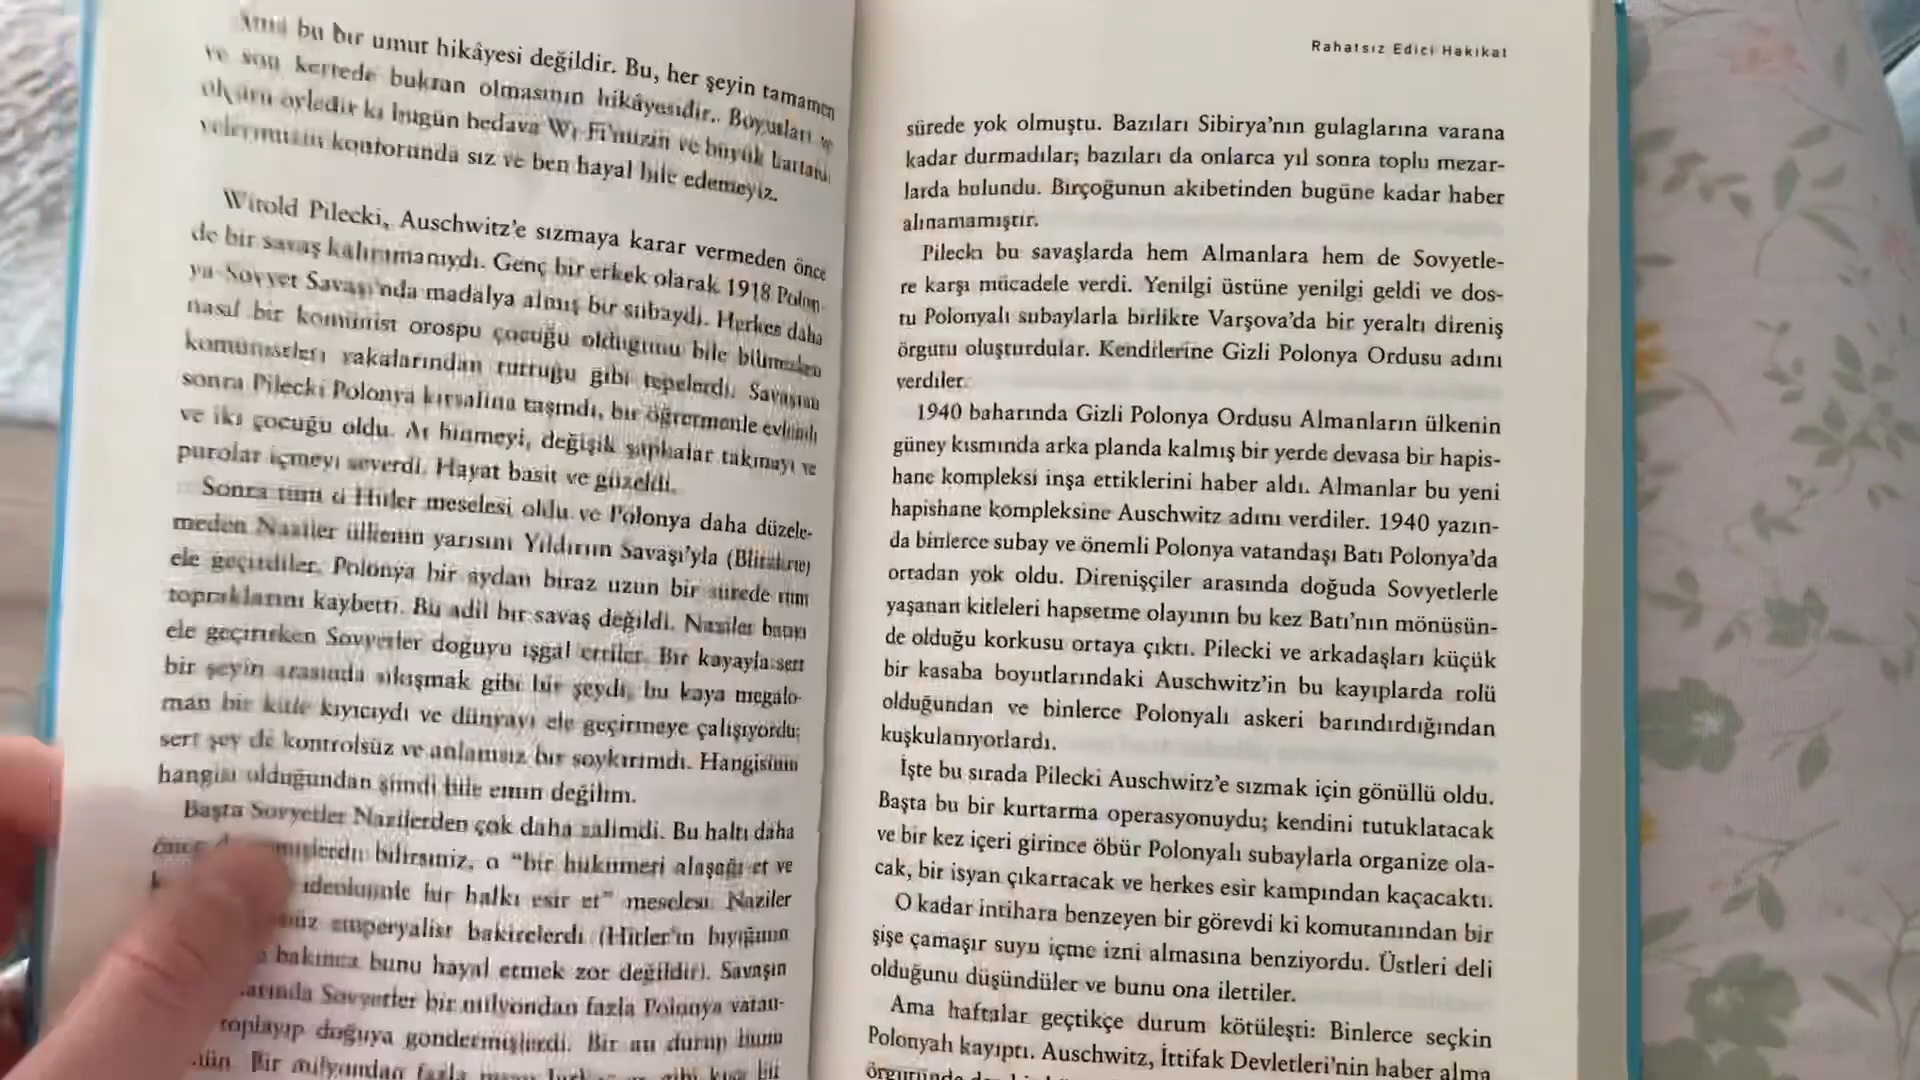 Ama bu bir umut hikâyesi değildir. Bu, her şeyin tamamen
ve son kertede bukran olmasının hikâyesidir.. Boyutları ve
ölçüsü öyledir ki bugün bedava Wi-Fi'mizin ve büyük battani
yelerimizin konforunda siz ve ben hayal bile edemeyiz.
Witold Pilecki, Auschwitz'e sızmaya karar vermeden önce
de bir savaş kahramanıydı. Genç bir erkek olarak 1918 Polon-
ya-Sovyet Savaşı'nda madalya almış bir subaydı. Herkes daha
nasıl bir komünist orospu çocuğu olduğunu bile bilmezken
komünistleri yakalarından tuttuğu gibi tepelerdi. Savaştan
sonra Pilecki Polonya kırsalına taşındı, bir öğretmenle evlendi
ve iki çocuğu oldu. At binmeyi, değişik şapkalar takmayı ve
purolar içmeyi severdi. Hayat basit ve güzeldi.
Sonra tüm o Hitler meselesi oldu ve Polonya daha düzele-
meden Naziler ülkenin yarısını Yıldırım Savaşı'yla (Blitzkrieg)
ele geçirdiler. Polonya bir aydan biraz uzun bir sürede tüm
topraklarını kaybetti. Bu adil bir savaş değildi. Naziler batıyı
ele geçirirken Sovyetler doğuyu işgal ettiler. Bir kayayla sert
bir şeyin arasında sıkışmak gibi bir şeydi, bu kaya megalo-
man bir kitle kıyıcıydı ve dünyayı ele geçirmeye çalışıyordu;
sert şey de kontrolsüz ve anlamsız bir soykırımdı. Hangisinin
hangisi olduğundan şimdi bile emin değilim.
Başta Sovyetler Nazilerden çok daha zalimdi. Bu haltı daha
önce bilirsiniz, o "bir hükümeti alaşağı et ve
ideolojinle bir halkı esir et" meselesi. Naziler
emperyalist bakirelerdi (Hitler'in bıyığının
bakınca bunu hayal etmek zor değildir). Savaşın
Sovyetler bir milyondan fazla Polonya vatan-
toplayıp doğuya göndermişlerdi. Bir an durup bunu
Bir milyondan fazla
Rahatsız Edici Hakikat
sürede yok olmuştu. Bazıları Sibirya'nın gulaglarına varana
kadar durmadılar; bazıları da onlarca yıl sonra toplu mezar-
larda bulundu. Birçoğunun akibetinden bugüne kadar haber
alınamamıştır.
Pilecki bu savaşlarda hem Almanlara hem de Sovyetle-
re karşı mücadele verdi. Yenilgi üstüne yenilgi geldi ve dos-
tu Polonyalı subaylarla birlikte Varşova'da bir yeraltı direniş
örgütü oluşturdular. Kendilerine Gizli Polonya Ordusu adını
verdiler.
1940 baharında Gizli Polonya Ordusu Almanların ülkenin
güney kısmında arka planda kalmış bir yerde devasa bir hapis-
hane kompleksi inşa ettiklerini haber aldı. Almanlar bu yeni
hapishane kompleksine Auschwitz adını verdiler. 1940 yazın-
da binlerce subay ve önemli Polonya vatandaşı Batı Polonya'da
ortadan yok oldu. Direnişçiler arasında doğuda Sovyetlerle
yaşanan kitleleri hapsetme olayının bu kez Batı'nın mönüsün-
de olduğu korkusu ortaya çıktı. Pilecki ve arkadaşları küçük
bir kasaba boyutlarındaki Auschwitz'in bu kayıplarda rolü
olduğundan ve binlerce Polonyalı askeri barındırdığından
kuşkulanıyorlardı.
İşte bu sırada Pilecki Auschwitz'e sızmak için gönüllü oldu.
Başta bu bir kurtarma operasyonuydu; kendini tutuklatacak
ve bir kez içeri girince öbür Polonyalı subaylarla organize ola-
cak, bir isyan çıkartacak ve herkes esir kampından kaçacaktı.
O kadar intihara benzeyen bir görevdi ki komutanından bir
şişe çamaşır suyu içme izni almasına benziyordu. Üstleri deli
olduğunu düşündüler ve bunu ona ilettiler.
Ama haftalar geçtikçe durum kötüleşti: Binlerce seçkin
Polonyalı kayıptı. Auschwitz, İttifak Devletleri'nin haber alma